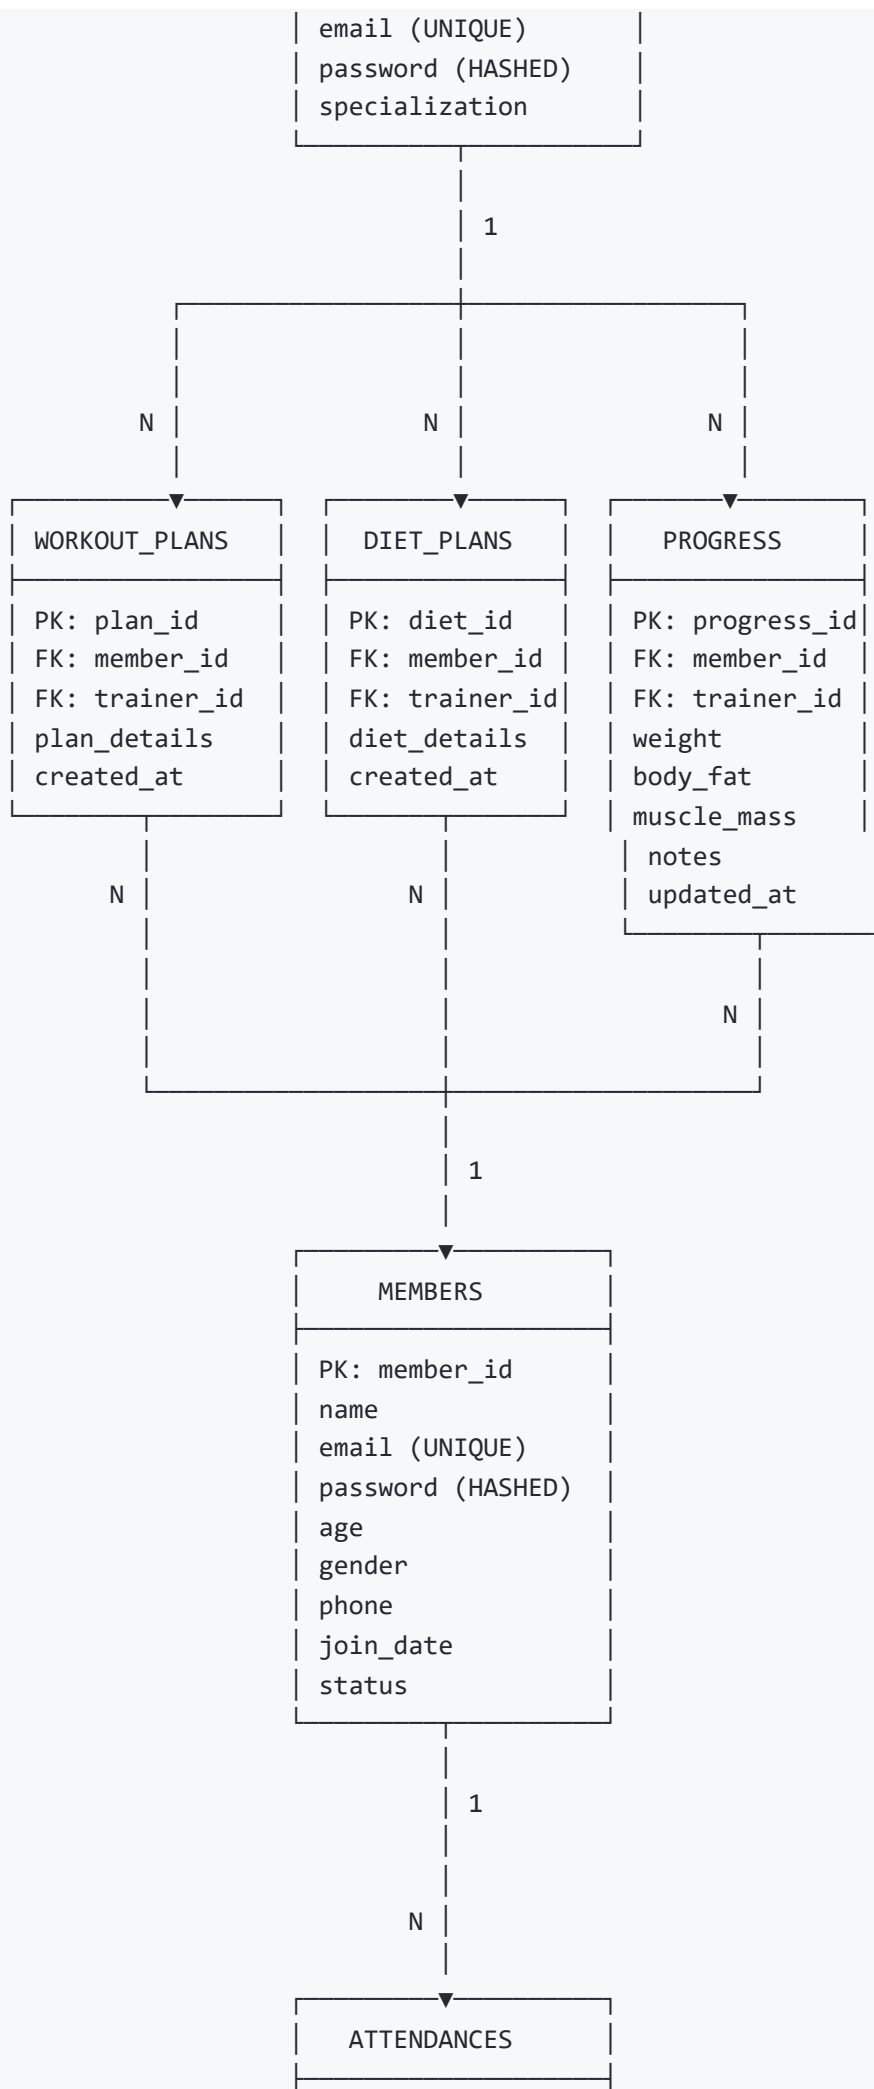 email (UNIQUE)
password (HASHED)
specialization
1
N N N
WORKOUT_PLANS DIET_PLANS PROGRESS
PK: plan_id PK: diet_id PK: progress_id
FK: member_id FK: member_id FK: member_id
FK: trainer_id FK: trainer_id FK: trainer_id
plan_details diet_details weight
created_at created_at body_fat
muscle_mass
notes
N N updated_at
N
1
MEMBERS
PK: member_id
name
email (UNIQUE)
password (HASHED)
age
gender
phone
join_date
status
1
N
ATTENDANCES